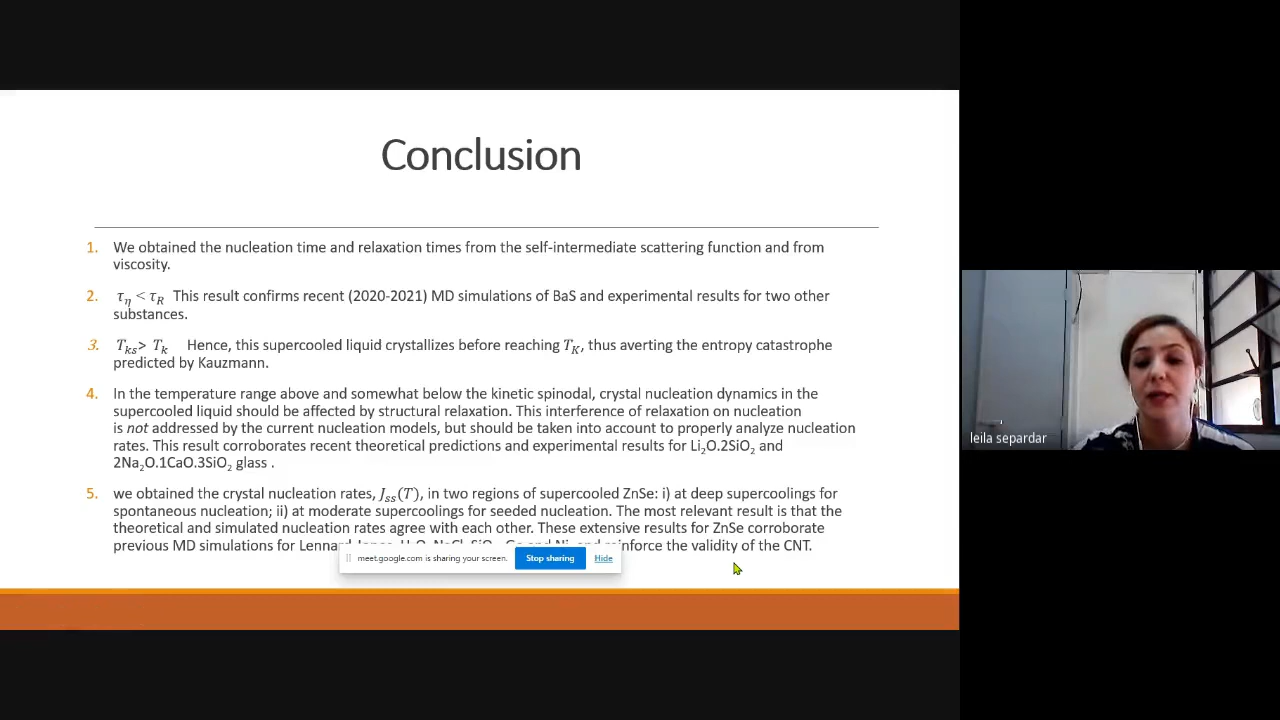 Conclusion
1. We obtained the nucleation time and relaxation times from the self-intermediate scattering function and from
viscosity.
2. τ_η < τ_R This result confirms recent (2020-2021) MD simulations of BaS and experimental results for two other
substances.
3. T_ks> T_k Hence, this supercooled liquid crystallizes before reaching T_K, thus averting the entropy catastrophe
predicted by Kauzmann.
4. In the temperature range above and somewhat below the kinetic spinodal, crystal nucleation dynamics in the
supercooled liquid should be affected by structural relaxation. This interference of relaxation on nucleation
is not addressed by the current nucleation models, but should be taken into account to properly analyze nucleation
rates. This result corroborates recent theoretical predictions and experimental results for Li₂O.2SiO₂ and
2Na₂O.1CaO.3SiO₂ glass .
5. we obtained the crystal nucleation rates, J_ss(T), in two regions of supercooled ZnSe: i) at deep supercoolings for
spontaneous nucleation; ii) at moderate supercoolings for seeded nucleation. The most relevant result is that the
theoretical and simulated nucleation rates agree with each other. These extensive results for ZnSe corroborate
previous MD simulations for Lennard reinforce the validity of the CNT.
meet.google.com is sharing your screen. Stop sharing Hide
leila separdar